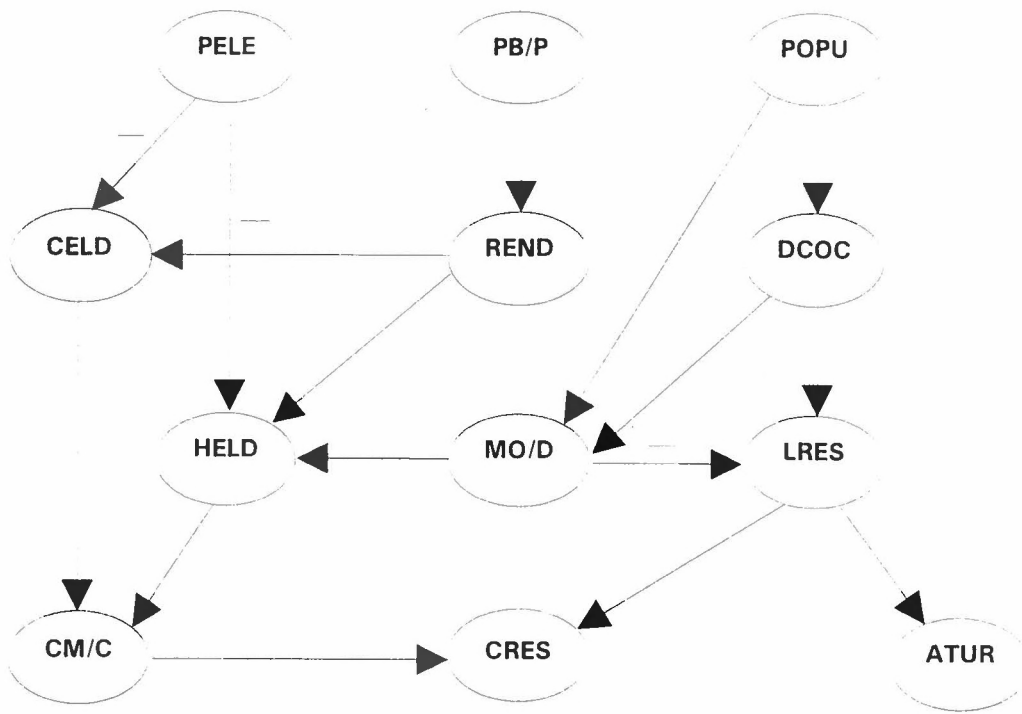 PELE
PB/P
POPU
CELD
REND
DCOC
HELD
MO/D
LRES
CM/C
CRES
ATUR